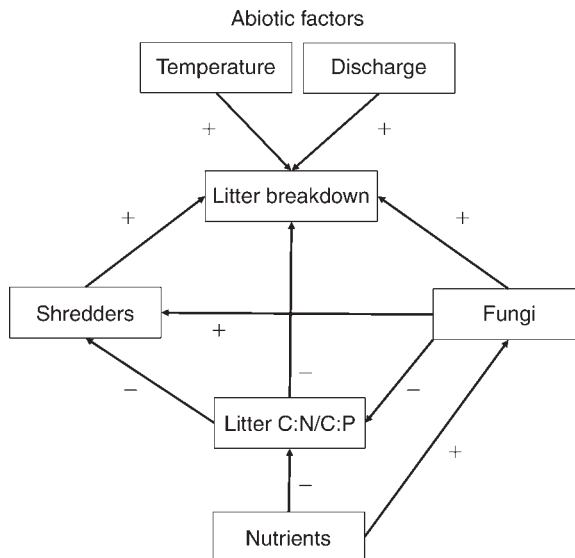 Abiotic factors
Temperature
Discharge
+
+
Litter breakdown
+
+
Shredders
Fungi
+
−
−
−
Litter C:N/C:P
+
−
Nutrients